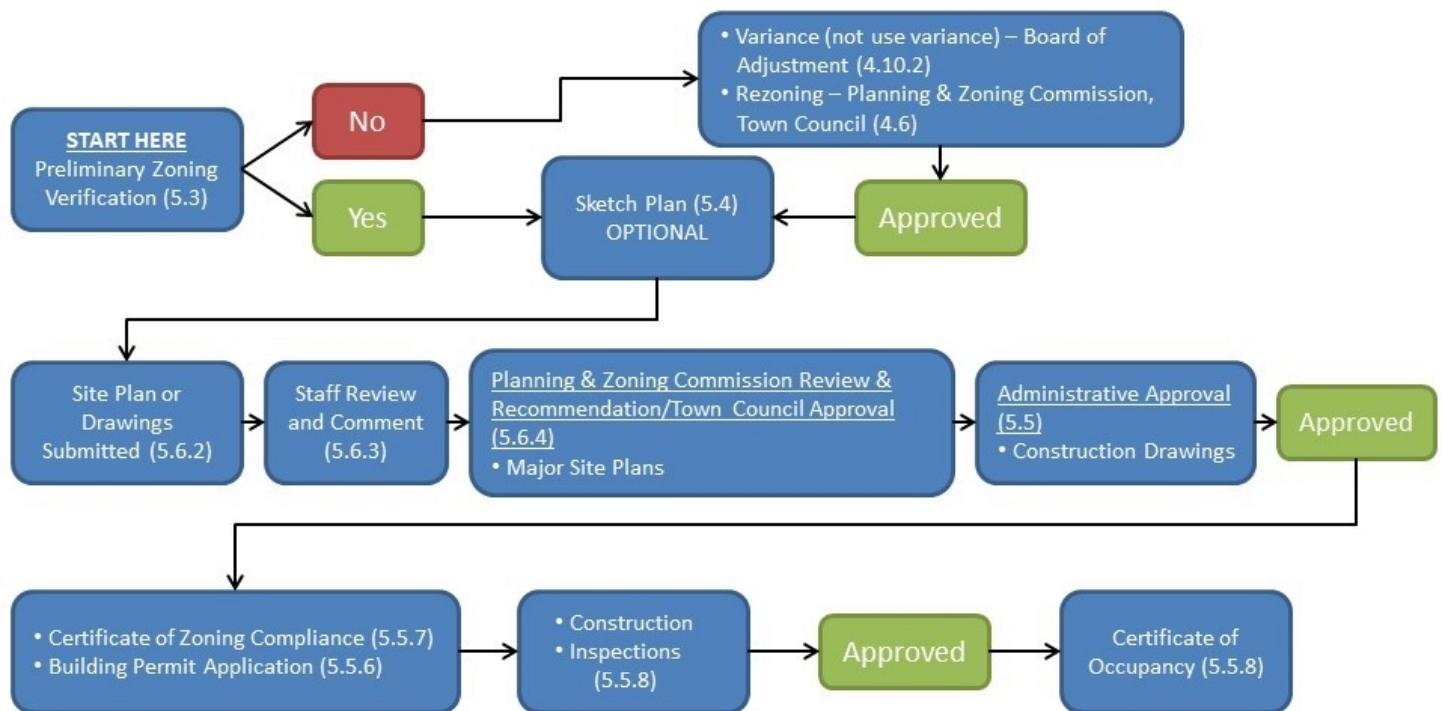 START HERE
Preliminary Zoning
Verification (5.3)
No
Yes
• Variance (not use variance) – Board of
Adjustment (4.10.2)
• Rezoning – Planning & Zoning Commission,
Town Council (4.6)
Sketch Plan (5.4)
OPTIONAL
Approved
Site Plan or
Drawings
Submitted (5.6.2)
Staff Review
and Comment
(5.6.3)
Planning & Zoning Commission Review &
Recommendation/Town Council Approval
(5.6.4)
• Major Site Plans
Administrative Approval
(5.5)
• Construction Drawings
Approved
• Certificate of Zoning Compliance (5.5.7)
• Building Permit Application (5.5.6)
• Construction
• Inspections
(5.5.8)
Approved
Certificate of
Occupancy (5.5.8)